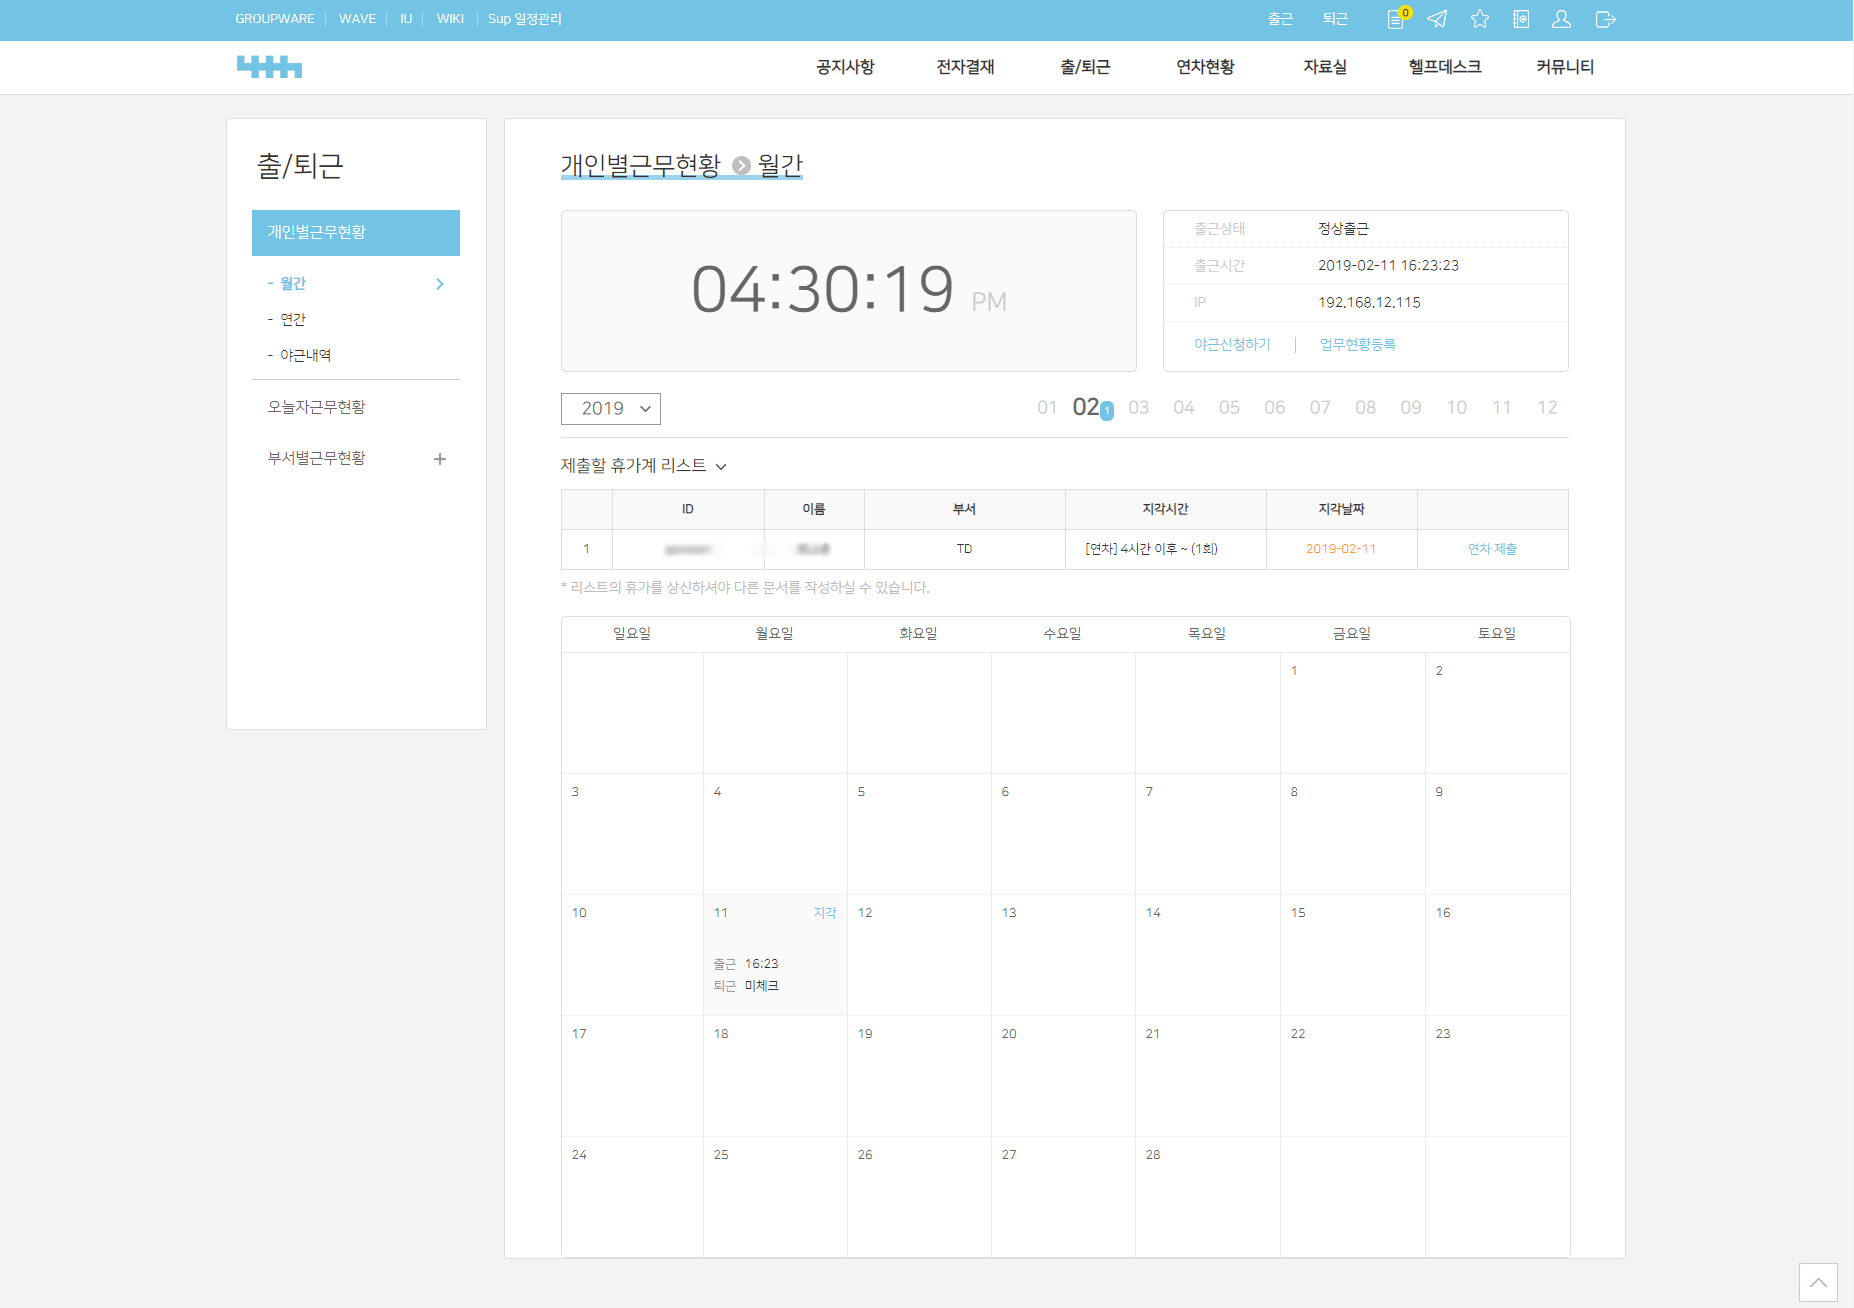 GROUPWARE WAVE IU WIKI Sup 일정관리 출근 퇴근 0
공지사항 전자결재 출/퇴근 연차현황 자료실 헬프데스크 커뮤니티
출/퇴근
개인별근무현황
- 월간
- 연간
- 야근내역
오늘자근무현황
부서별근무현황 +
개인별근무현황 월간
04:30:19 PM
출근상태 정상출근
출근시간 2019-02-11 16:23:23
IP 192.168.12.115
야근신청하기 업무현황등록
2019 01 02 1 03 04 05 06 07 08 09 10 11 12
제출할 휴가계 리스트
ID 이름 부서 지각시간 지각날짜
1 TD [연차] 4시간 이후 ~ (1회) 2019-02-11 연차 제출
* 리스트의 휴가를 상신하셔야 다른 문서를 작성하실 수 있습니다.
일요일 월요일 화요일 수요일 목요일 금요일 토요일
1 2
3 4 5 6 7 8 9
10 11 지각 12 13 14 15 16
출근 16:23
퇴근 미체크
17 18 19 20 21 22 23
24 25 26 27 28